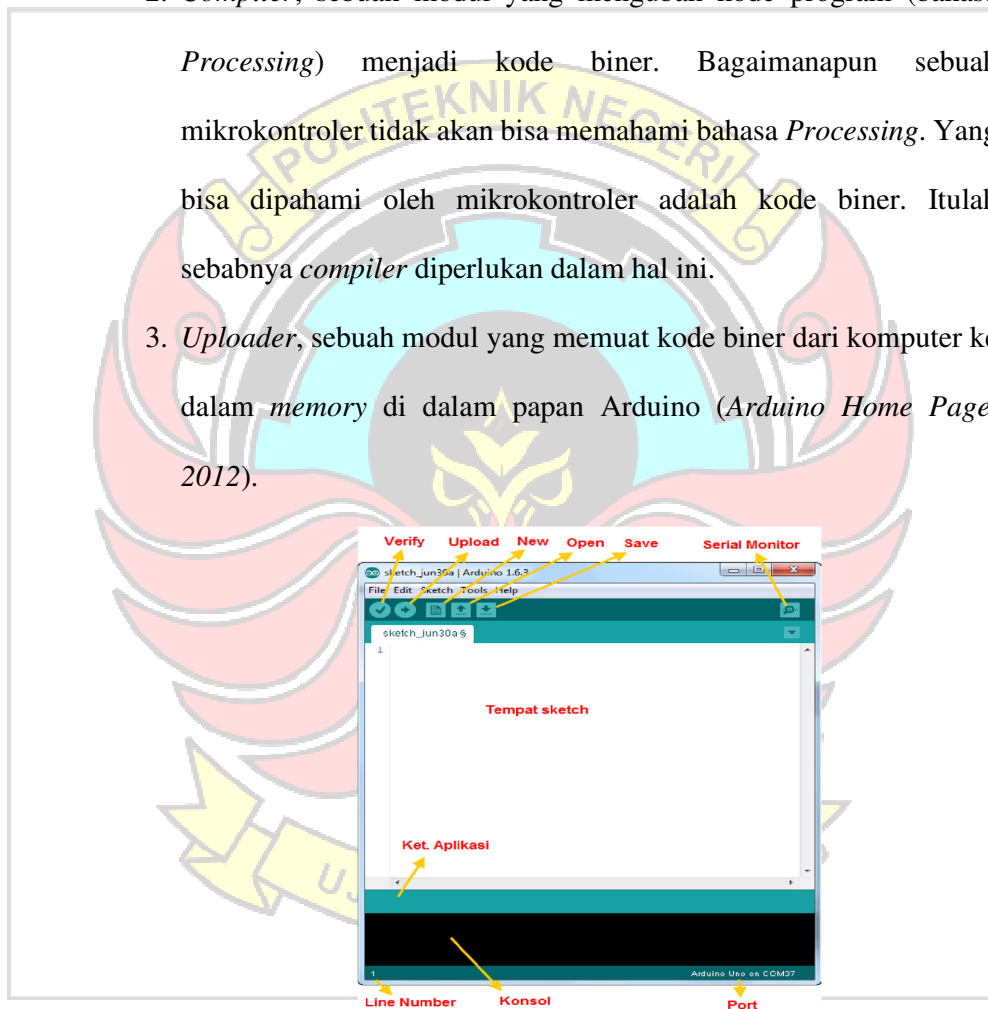 Processing) menjadi kode biner. Bagaimanapun
mikrokontroler tidak akan bisa memahami bahasa Processing. Yang
bisa dipahami oleh mikrokontroler adalah kode biner. Itulah
sebabnya compiler diperlukan dalam hal ini.
3. Uploader, sebuah modul yang memuat kode biner dari komputer ke
dalam memory di dalam papan Arduino (Arduino Home Page
2012).
POLITEKNIK NEGERI
Verify Upload New Open Save Serial Monitor
sketch_jun30a | Arduino 1.6.3
File Edit Sketch Tools Help
sketch_jun30a §
1
Tempat sketch
Ket. Aplikasi
1
Arduino Uno on COM37
Line Number Konsol Port